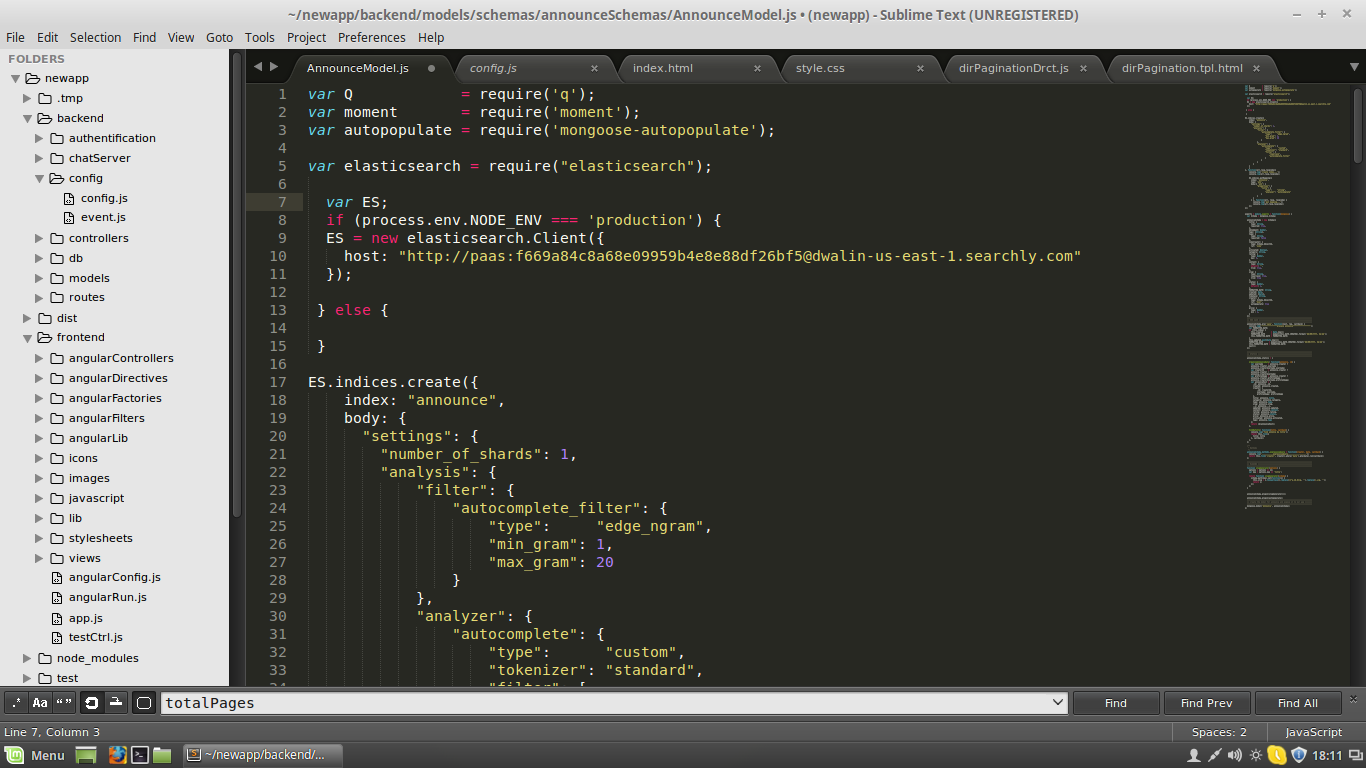 ~/newapp/backend/models/schemas/announceSchemas/AnnounceModel.js • (newapp) - Sublime Text (UNREGISTERED)
File Edit Selection Find View Goto Tools Project Preferences Help
FOLDERS
newapp
.tmp
backend
authentification
chatServer
config
config.js
event.js
controllers
db
models
routes
dist
frontend
angularControllers
angularDirectives
angularFactories
angularFilters
angularLib
icons
images
javascript
lib
stylesheets
views
angularConfig.js
angularRun.js
app.js
testCtrl.js
node_modules
test
AnnounceModel.js config.js index.html style.css dirPaginationDrct.js dirPagination.tpl.html
1 var Q            = require('q');
2 var moment       = require('moment');
3 var autopopulate = require('mongoose-autopopulate');
4
5 var elasticsearch = require("elasticsearch");
6
7   var ES;
8   if (process.env.NODE_ENV === 'production') {
9   ES = new elasticsearch.Client({
10     host: "http://paas:f669a84c8a68e09959b4e8e88df26bf5@dwalin-us-east-1.searchly.com"
11   });
12
13  } else {
14
15  }
16
17 ES.indices.create({
18     index: "announce",
19     body: {
20       "settings": {
21         "number_of_shards": 1,
22         "analysis": {
23             "filter": {
24                 "autocomplete_filter": {
25                     "type":     "edge_ngram",
26                     "min_gram": 1,
27                     "max_gram": 20
28                 }
29             },
30             "analyzer": {
31                 "autocomplete": {
32                     "type":      "custom",
33                     "tokenizer": "standard",
34                     "filter": [
.* Aa “” totalPages Find Find Prev Find All
Line 7, Column 3 Spaces: 2 JavaScript
Menu ~/newapp/backend/... 18:11